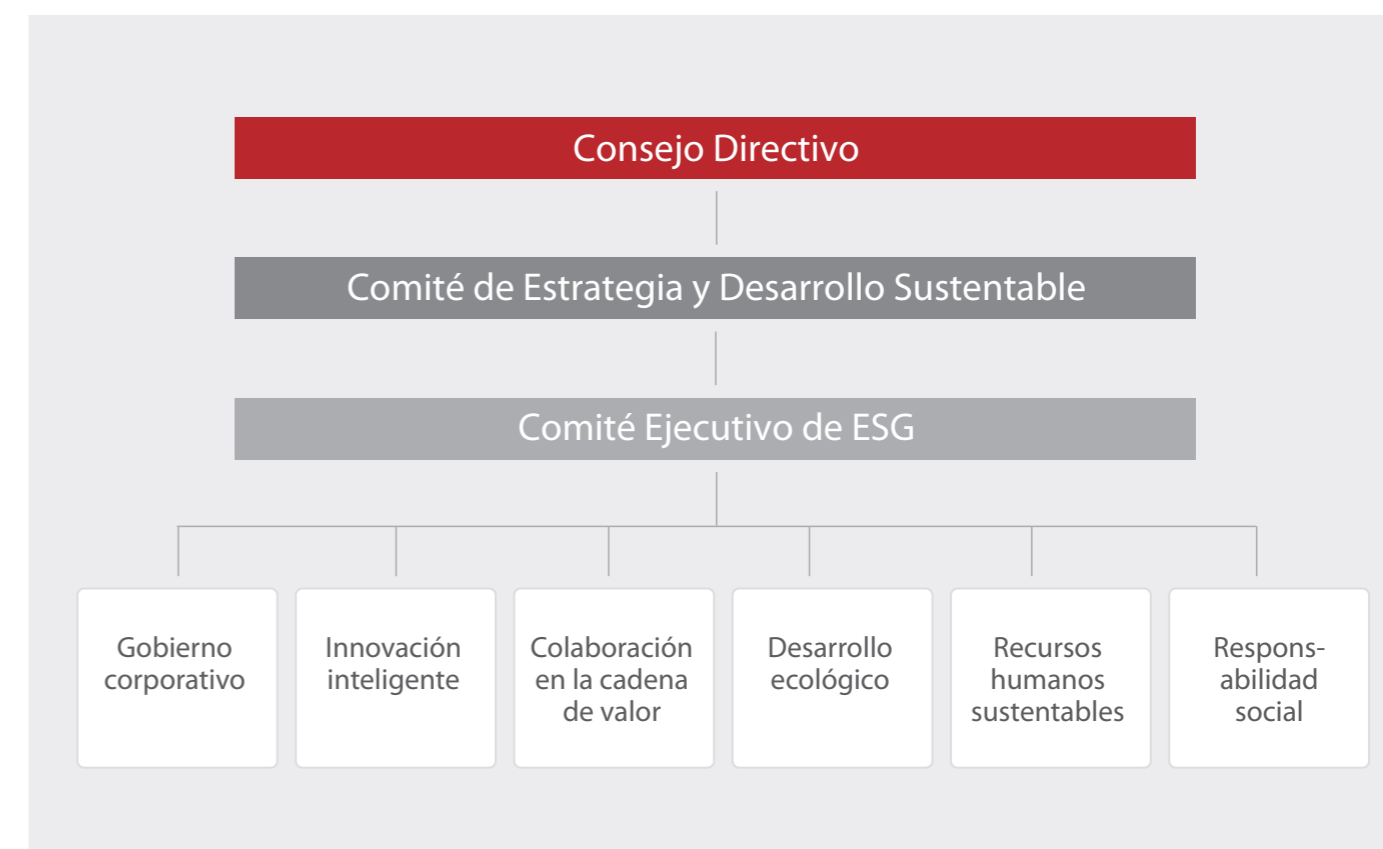 Consejo Directivo
Comité de Estrategia y Desarrollo Sustentable
Comité Ejecutivo de ESG
Gobierno
corporativo
Innovación
inteligente
Colaboración
en la cadena
de valor
Desarrollo
ecológico
Recursos
humanos
sustentables
Respons-
abilidad
social